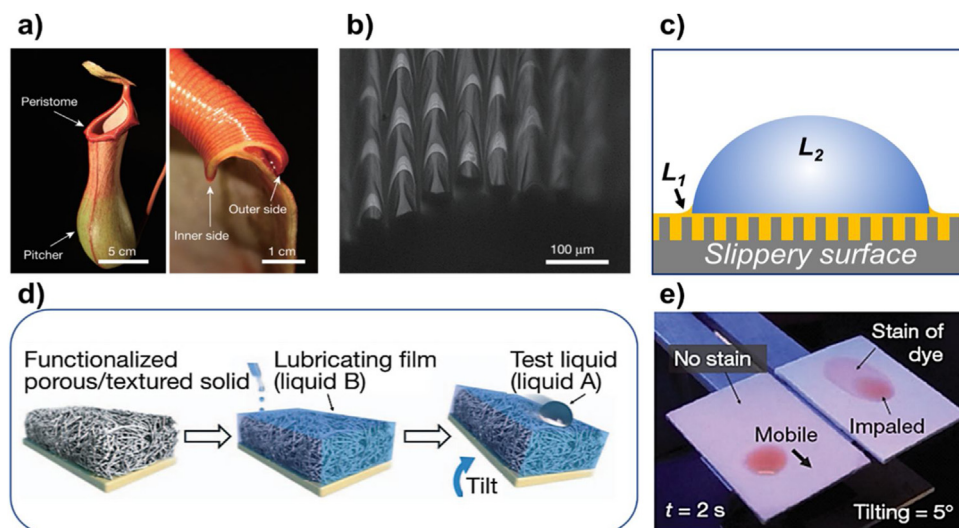 a)
Peristome
Pitcher
5 cm
Outer side
Inner side
1 cm
b)
100 μm
c)
L2
L1
Slippery surface
d)
Functionalized
porous/textured solid
Lubricating film
(liquid B)
Test liquid
(liquid A)
Tilt
e)
Stain of
dye
No stain
Impaled
Mobile
t = 2 s
Tilting = 5°